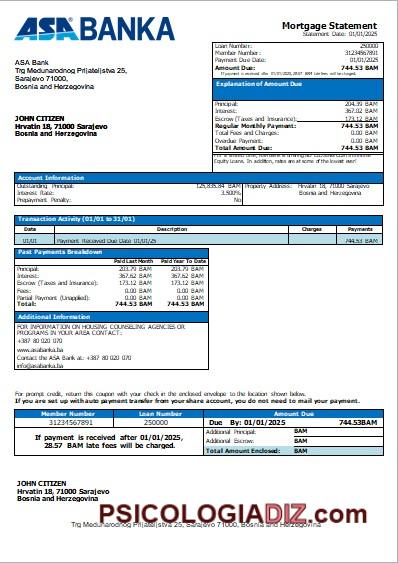 ASA BANKA
Mortgage Statement
Statement Date: 01/01/2025
Loan Number: 250000
Member Number: 31234567891
Payment Due Date: 01/01/2025
Amount Due: 744.53 BAM
If payment is received after 01/01/2025, 28.57 BAM late fees will be charged.
ASA Bank
Trg Međunarodnog Prijateljstva 25,
Sarajevo 71000,
Bosnia and Herzegovina
Explanation of Amount Due
Principal: 204.39 BAM
Interest: 367.02 BAM
Escrow (Taxes and Insurance): 173.12 BAM
Regular Monthly Payment: 744.53 BAM
Total Fees and Charges: 0.00 BAM
Overdue Payment: 0.00 BAM
Total Amount Due: 744.53 BAM
JOHN CITIZEN
Hrvatin 18, 71000 Sarajevo
Bosnia and Herzegovina
Equity Loans. In addition, rates are at some of the lowest ever!
Account Information
Outstanding Principal: 125,835.84 BAM
Interest Rate: 3.500%
Prepayment Penalty: No
Property Address: Hrvatin 18, 71000 Sarajevo
Bosnia and Herzegovina
Transaction Activity (01/01 to 31/01)
Date Description Charges Payments
01/01 Payment Received Due Date 01/01/25 744.53 BAM
Past Payments Breakdown
Paid Last Month Paid Year To Date
Principal: 203.79 BAM 203.79 BAM
Interest: 367.62 BAM 367.62 BAM
Escrow (Taxes and Insurance): 173.12 BAM 173.12 BAM
Fees: 0.00 BAM 0.00 BAM
Partial Payment (Unapplied): 0.00 BAM 0.00 BAM
Total: 744.53 BAM 744.53 BAM
Additional Information
FOR INFORMATION ON HOUSING COUNSELING AGENCIES OR
PROGRAMS IN YOUR AREA CONTACT:
+387 80 020 070
www.asabanka.ba
Contact the ASA Bank at: +387 80 020 070
info@asabanka.ba
For prompt credit, return this coupon with your check in the enclosed envelope to the location shown below.
If you are set up with auto payment transfer from your share account, you do not need to mail your payment.
Member Number Loan Number Amount Due
31234567891 250000 Due By: 01/01/2025 744.53BAM
If payment is received after 01/01/2025,
28.57 BAM late fees will be charged.
Additional Principal: BAM
Additional Escrow: BAM
Total Amount Enclosed: BAM
JOHN CITIZEN
Hrvatin 18, 71000 Sarajevo
Bosnia and Herzegovina
PSICOLOGIADIZ.com
Trg Međunarodnog Prijateljstva 25, Sarajevo 71000, Bosnia and Herzegovina